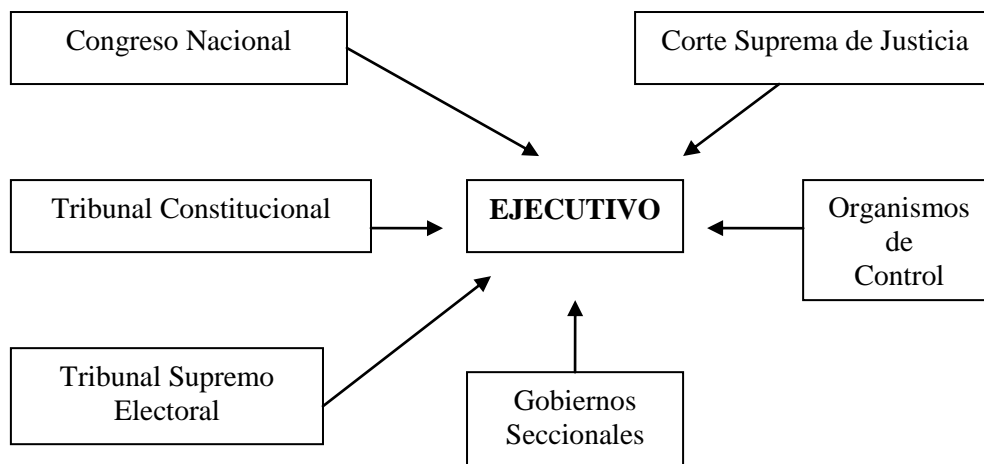 Congreso Nacional
Corte Suprema de Justicia
Tribunal Constitucional
EJECUTIVO
Organismos
de
Control
Tribunal Supremo
Electoral
Gobiernos
Seccionales